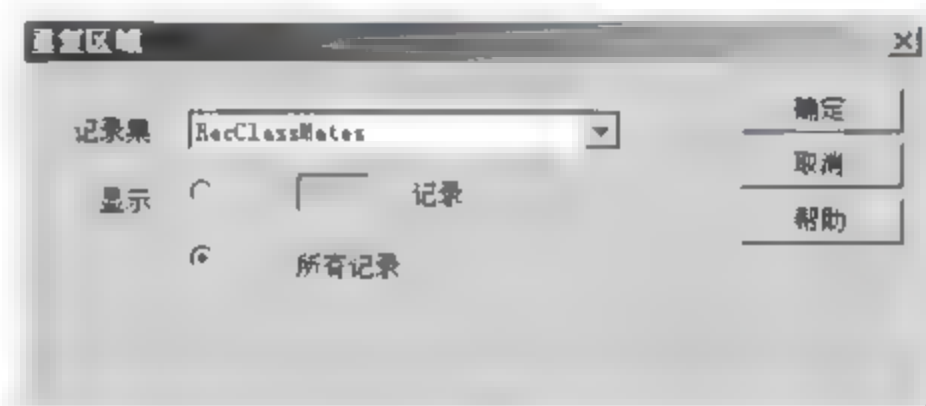 重复区域
记录集 RecClassMates
确定
取消
显示 记录
帮助
所有记录